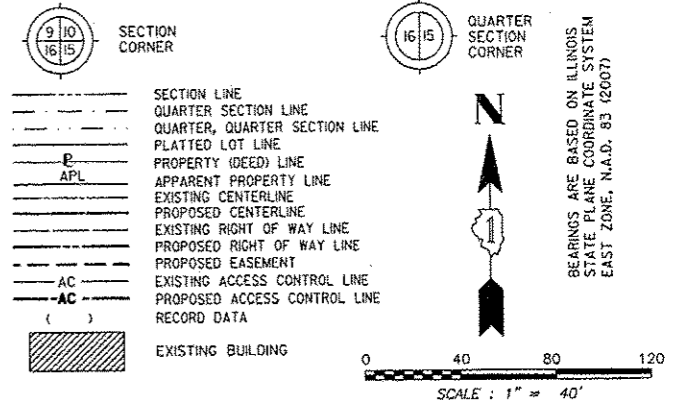 9 10
16 15
SECTION
CORNER
16 15
QUARTER
SECTION
CORNER
SECTION LINE
QUARTER SECTION LINE
QUARTER, QUARTER SECTION LINE
PLATTED LOT LINE
PROPERTY (DEED) LINE
APL
APPARENT PROPERTY LINE
EXISTING CENTERLINE
PROPOSED CENTERLINE
EXISTING RIGHT OF WAY LINE
PROPOSED RIGHT OF WAY LINE
PROPOSED EASEMENT
AC
EXISTING ACCESS CONTROL LINE
AC
PROPOSED ACCESS CONTROL LINE
( )
RECORD DATA
EXISTING BUILDING
N
1
BEARINGS ARE BASED ON ILLINOIS
STATE PLANE COORDINATE SYSTEM
EAST ZONE, N.A.D. 83 (2007)
0 40 80 120
SCALE : 1" = 40'